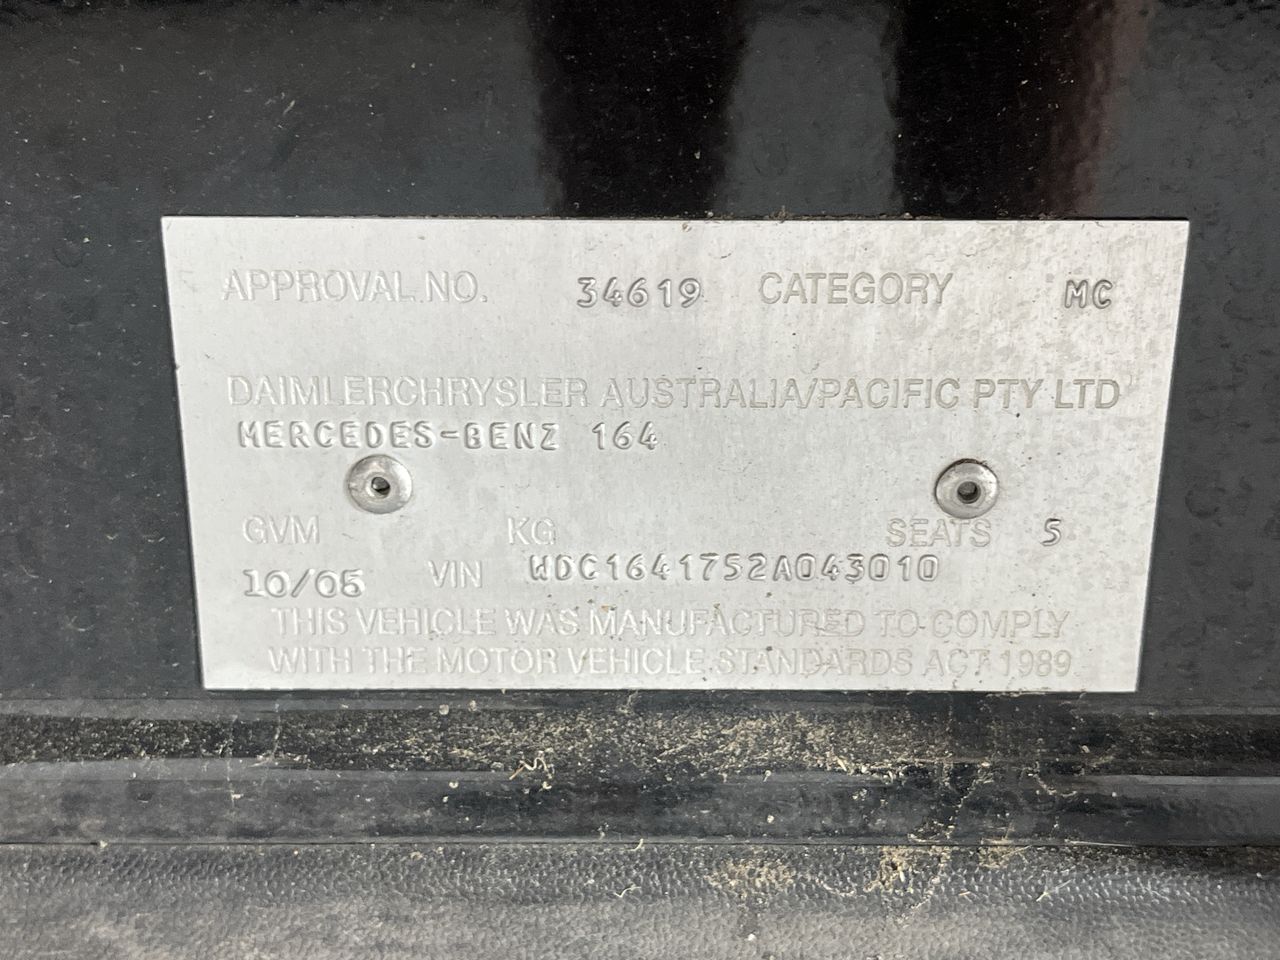 APPROVAL NO. 34619 CATEGORY MC
DAIMLERCHRYSLER AUSTRALIA/PACIFIC PTY LTD
MERCEDES-BENZ 164
GVM KG SEATS 5
10/05 VIN WDC1641752A043010
THIS VEHICLE WAS MANUFACTURED TO COMPLY
WITH THE MOTOR VEHICLE STANDARDS ACT 1989